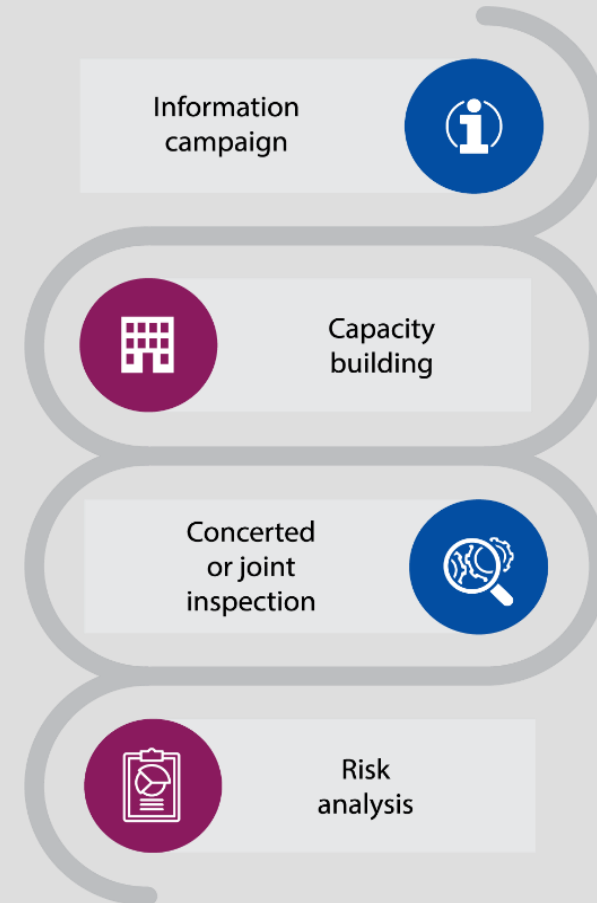 Information
campaign
Capacity
building
Concerted
or joint
inspection
Risk
analysis